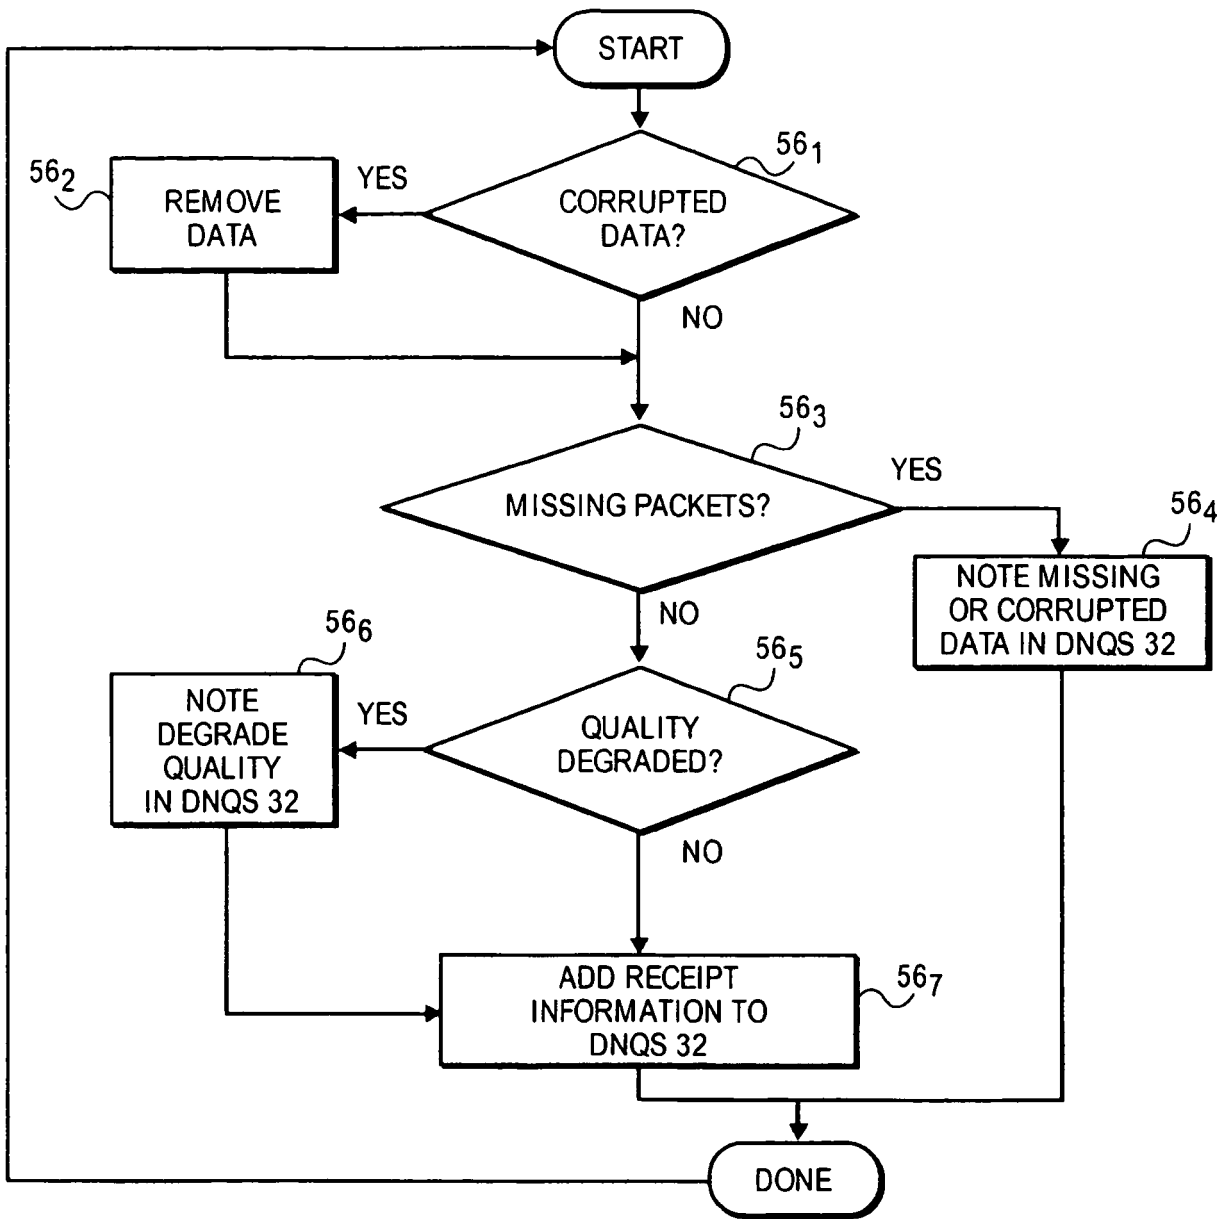 START
56₁
CORRUPTED
DATA?
YES
56₂
REMOVE
DATA
NO
56₃
MISSING PACKETS?
YES
56₄
NOTE MISSING
OR CORRUPTED
DATA IN DNQS 32
NO
56₅
QUALITY
DEGRADED?
YES
56₆
NOTE
DEGRADE
QUALITY
IN DNQS 32
NO
56₇
ADD RECEIPT
INFORMATION TO
DNQS 32
DONE